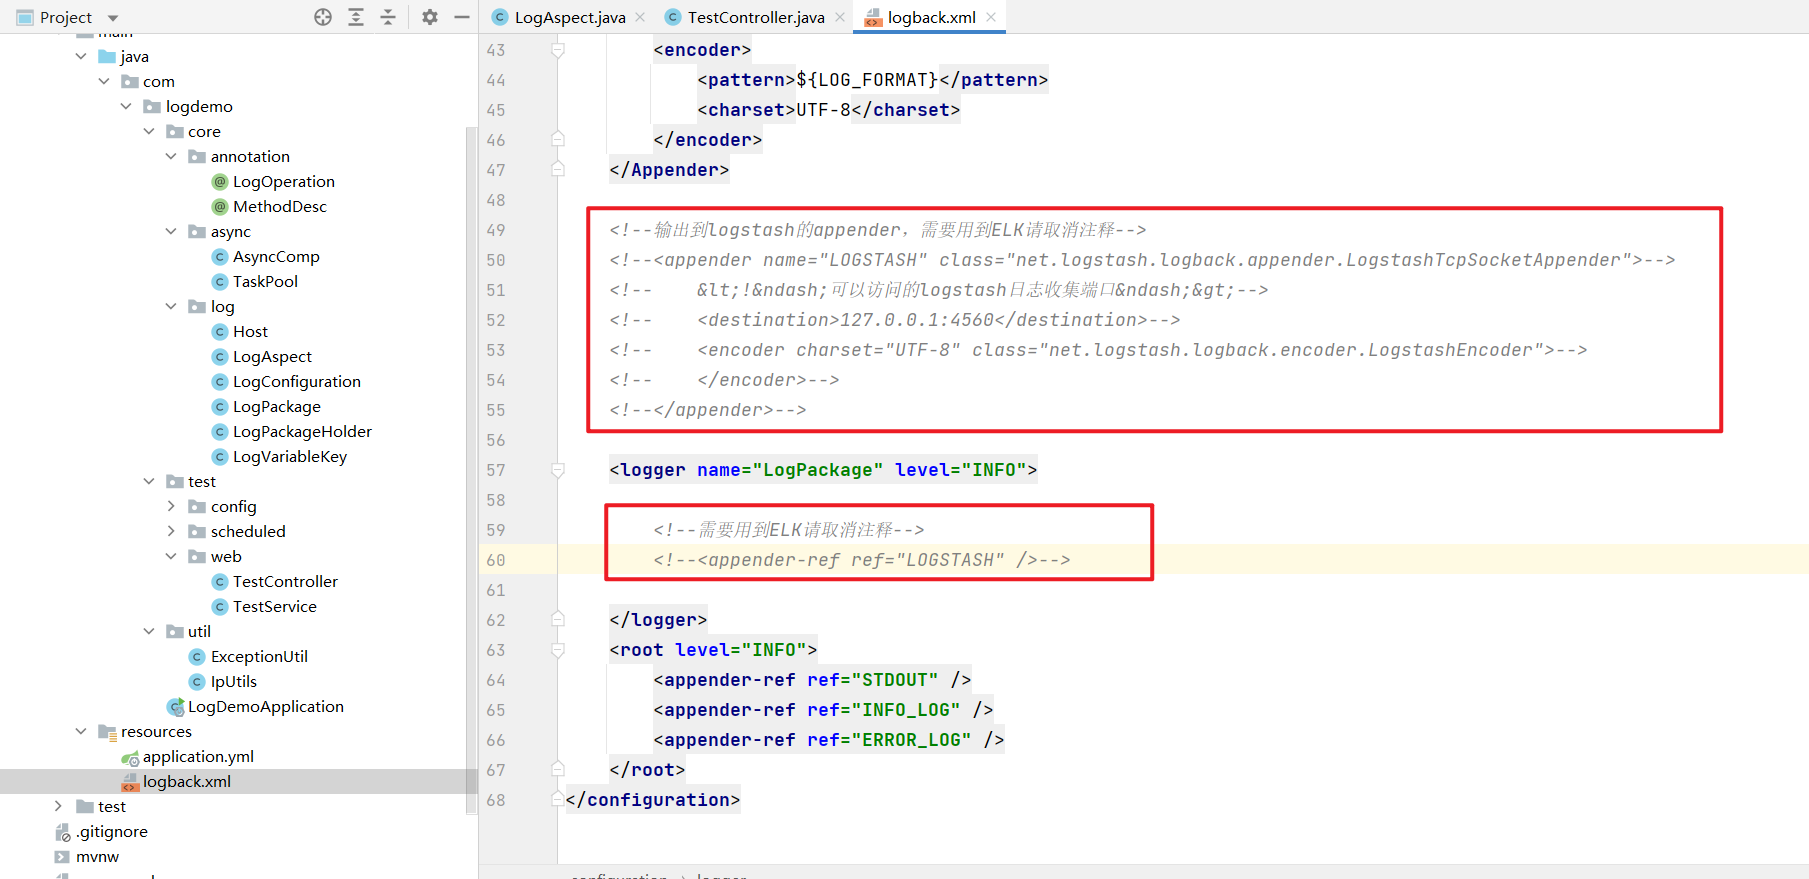 Project
LogAspect.java
TestController.java
logback.xml
main
java
com
logdemo
core
annotation
LogOperation
MethodDesc
async
AsyncComp
TaskPool
log
Host
LogAspect
LogConfiguration
LogPackage
LogPackageHolder
LogVariableKey
test
config
scheduled
web
TestController
TestService
util
ExceptionUtil
IpUtils
LogDemoApplication
resources
application.yml
logback.xml
test
.gitignore
mvnw
43 <encoder>
44 <pattern>${LOG_FORMAT}</pattern>
45 <charset>UTF-8</charset>
46 </encoder>
47 </Appender>
48
49 <!--输出到logstash的appender，需要用到ELK请取消注释-->
50 <!--<appender name="LOGSTASH" class="net.logstash.logback.appender.LogstashTcpSocketAppender">-->
51 <!-- &lt;!&ndash;可以访问的logstash日志收集端口&ndash;&gt;-->
52 <!-- <destination>127.0.0.1:4560</destination>-->
53 <!-- <encoder charset="UTF-8" class="net.logstash.logback.encoder.LogstashEncoder">-->
54 <!-- </encoder>-->
55 <!--</appender>-->
56
57 <logger name="LogPackage" level="INFO">
58
59 <!--需要用到ELK请取消注释-->
60 <!--<appender-ref ref="LOGSTASH" />-->
61
62 </logger>
63 <root level="INFO">
64 <appender-ref ref="STDOUT" />
65 <appender-ref ref="INFO_LOG" />
66 <appender-ref ref="ERROR_LOG" />
67 </root>
68 </configuration>
configuration › logger